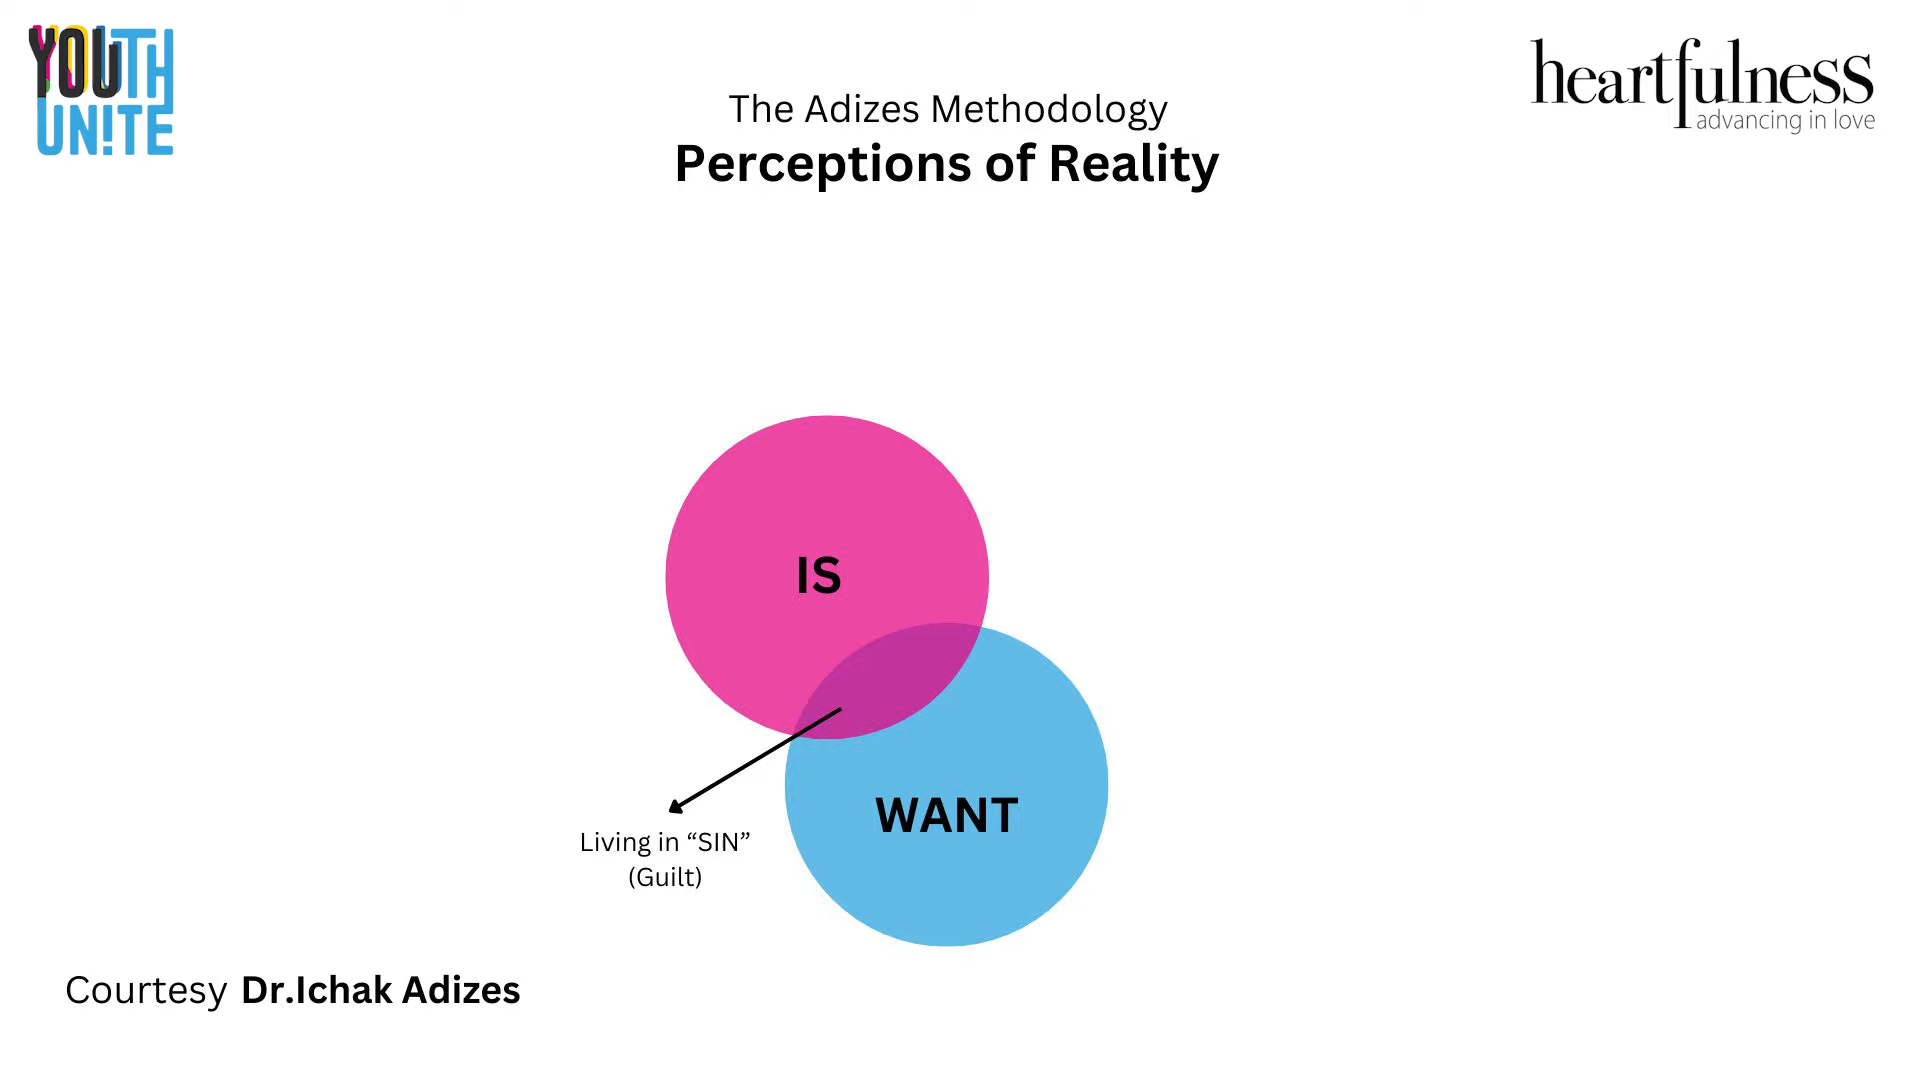 YOUTH
UN!TE
heartfulness
advancing in love
The Adizes Methodology
Perceptions of Reality
IS
WANT
Living in “SIN”
(Guilt)
Courtesy Dr.Ichak Adizes